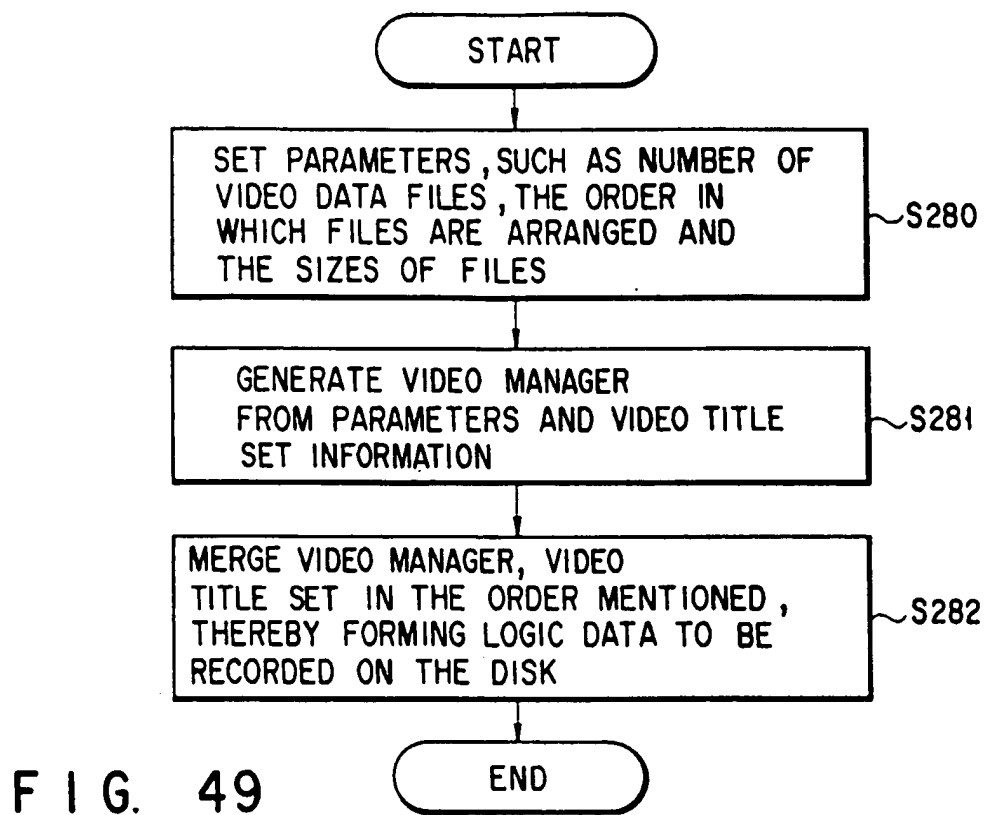 START
SET PARAMETERS, SUCH AS NUMBER OF
VIDEO DATA FILES, THE ORDER IN
WHICH FILES ARE ARRANGED AND
THE SIZES OF FILES
S280
GENERATE VIDEO MANAGER
FROM PARAMETERS AND VIDEO TITLE
SET INFORMATION
S281
MERGE VIDEO MANAGER, VIDEO
TITLE SET IN THE ORDER MENTIONED,
THEREBY FORMING LOGIC DATA TO BE
RECORDED ON THE DISK
S282
END
FIG. 49